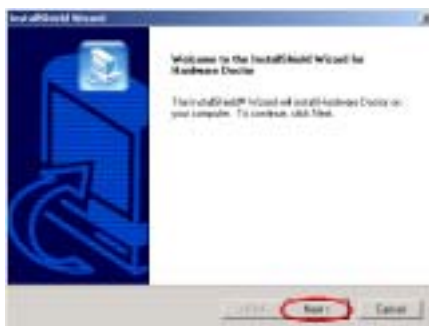 InstallShield Wizard
Welcome to the InstallShield Wizard for
Hardware Doctor
The InstallShield® Wizard will install Hardware Doctor on
your computer. To continue, click Next.
Next >
Cancel